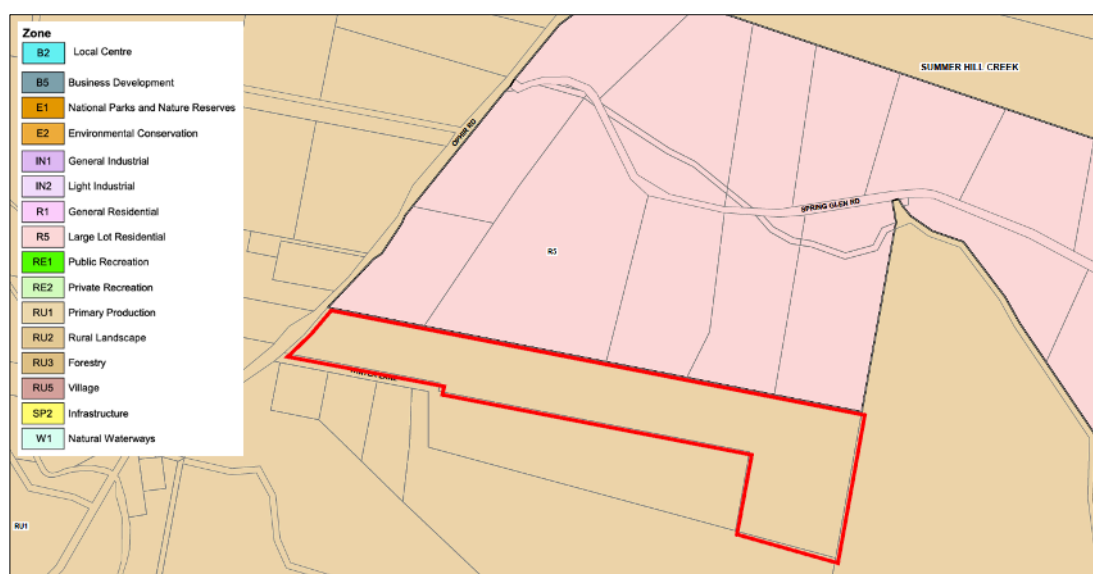 Zone
B2 Local Centre
B5 Business Development
E1 National Parks and Nature Reserves
E2 Environmental Conservation
IN1 General Industrial
IN2 Light Industrial
R1 General Residential
R5 Large Lot Residential
RE1 Public Recreation
RE2 Private Recreation
RU1 Primary Production
RU2 Rural Landscape
RU3 Forestry
RU5 Village
SP2 Infrastructure
W1 Natural Waterways
SUMMER HILL CREEK
OPHIR RD
SPRING GLEN RD
R5
RU1